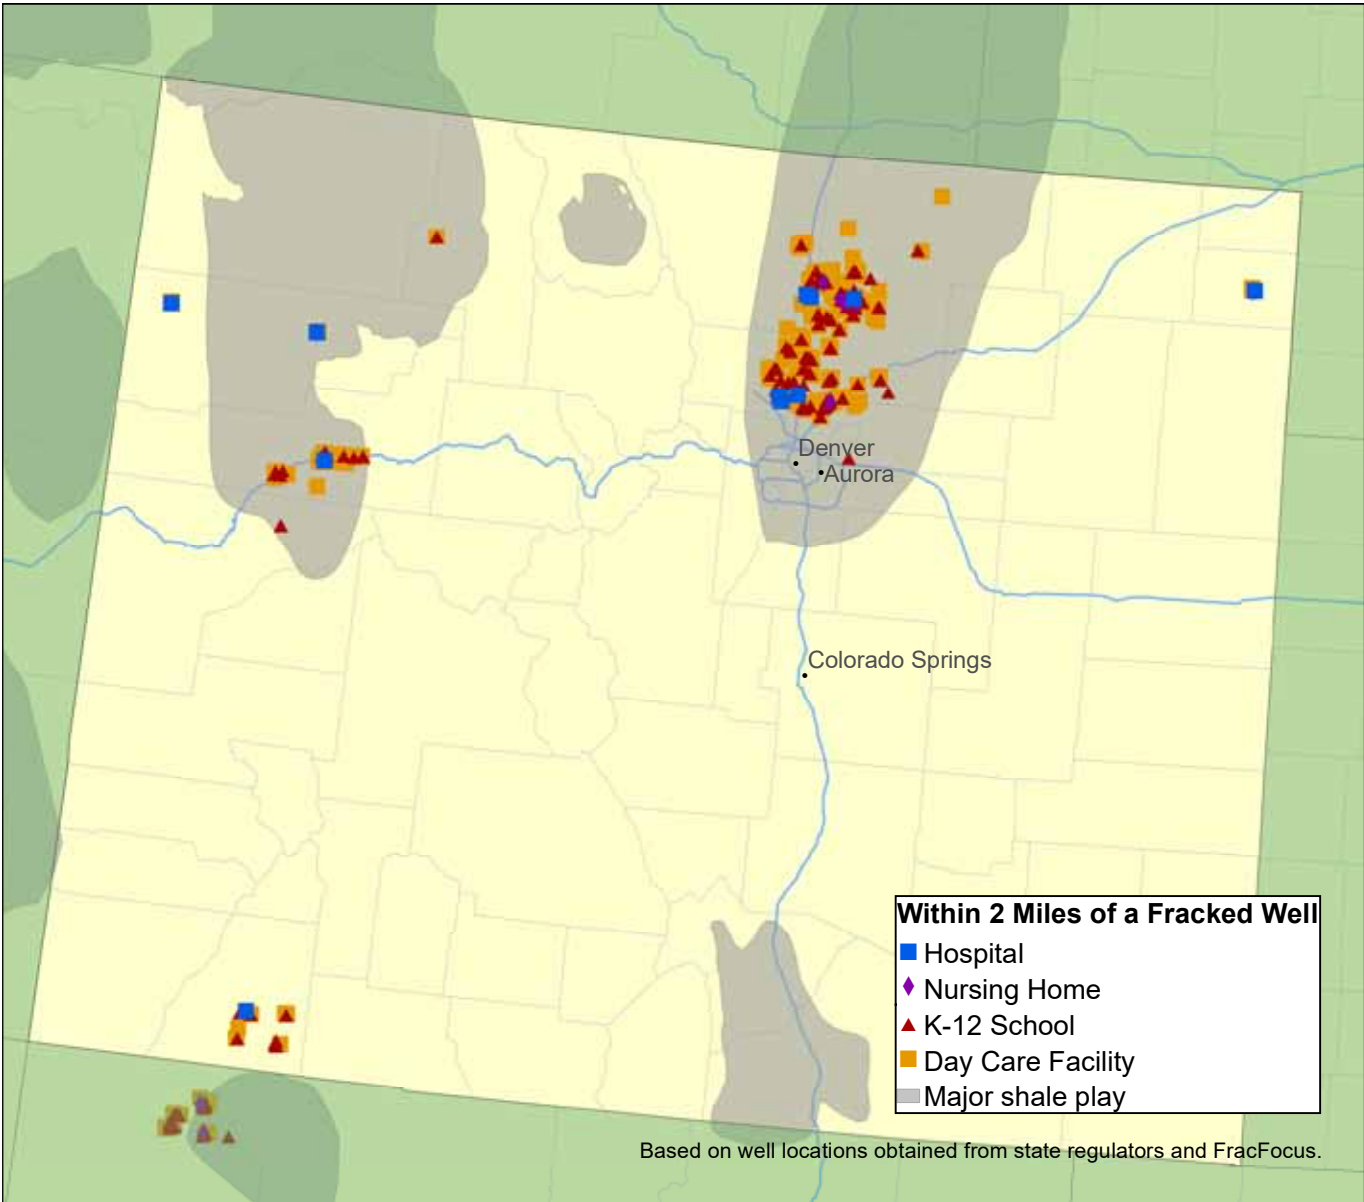 Denver
Aurora
Colorado Springs
Within 2 Miles of a Fracked Well
Hospital
Nursing Home
K-12 School
Day Care Facility
Major shale play
Based on well locations obtained from state regulators and FracFocus.